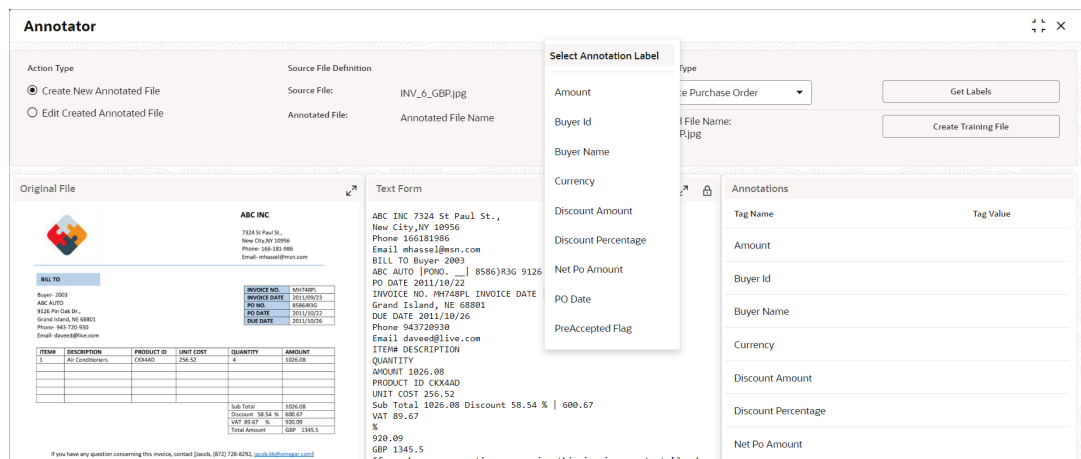 Annotator
Action Type
Create New Annotated File
Edit Created Annotated File
Source File Definition
Source File:
INV_6_GBP.jpg
Annotated File:
Annotated File Name
Select Annotation Label
Amount
Buyer Id
Buyer Name
Currency
Discount Amount
Discount Percentage
Net Po Amount
PO Date
PreAccepted Flag
Type
Purchase Order
File Name:
Get Labels
Create Training File
Original File
ABC INC
7324 St Paul St.,
New City,NY 10956
Phone- 166-181-986
Email- mhassel@msn.com
BILL TO
Buyer- 2003
ABC AUTO
9126 Pin Oak Dr.,
Grand Island, NE 68801
Phone- 943-720-930
Email- daveed@live.com
INVOICE NO. MH748PL
INVOICE DATE 2011/09/23
PO NO. 8586IR3G
PO DATE 2011/10/22
DUE DATE 2011/10/26
ITEM# DESCRIPTION PRODUCT ID UNIT COST QUANTITY AMOUNT
1 Air Conditioners CKX4AD 256.52 4 1026.08
Sub Total 1026.08
Discount 58.54 % 600.67
VAT 89.67 % 920.09
Total Amount GBP 1345.5
If you have any question concerning this invoice, contact [Jacob, (872) 728-8292, jacob.kk@omegar.com]
Text Form
ABC INC 7324 St Paul St.,
New City,NY 10956
Phone 166181986
Email mhassel@msn.com
BILL TO Buyer 2003
ABC AUTO |PONO. __| 8586)R3G 9126
PO DATE 2011/10/22
INVOICE NO. MH748PL INVOICE DATE
Grand Island, NE 68801
DUE DATE 2011/10/26
Phone 943720930
Email daveed@live.com
ITEM# DESCRIPTION
QUANTITY
AMOUNT 1026.08
PRODUCT ID CKX4AD
UNIT COST 256.52
Sub Total 1026.08 Discount 58.54 % | 600.67
VAT 89.67
%
920.09
GBP 1345.5
Annotations
Tag Name Tag Value
Amount
Buyer Id
Buyer Name
Currency
Discount Amount
Discount Percentage
Net Po Amount